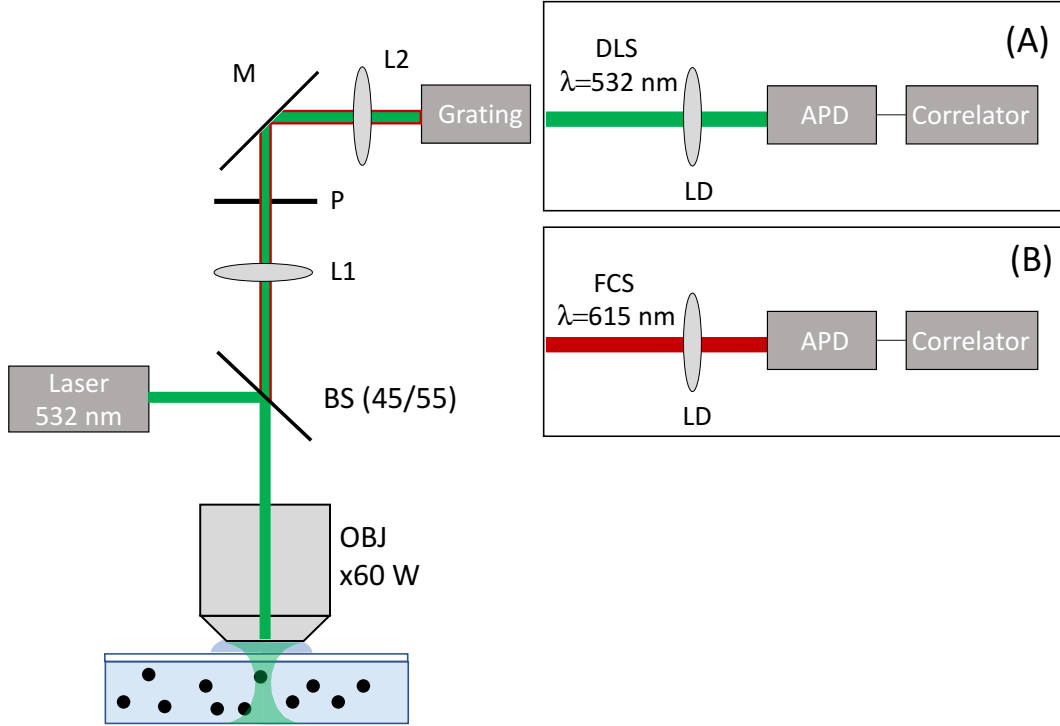 M
L2
Grating
P
L1
Laser
532 nm
BS (45/55)
OBJ
x60 W
(A)
DLS
λ=532 nm
APD
Correlator
LD
(B)
FCS
λ=615 nm
APD
Correlator
LD